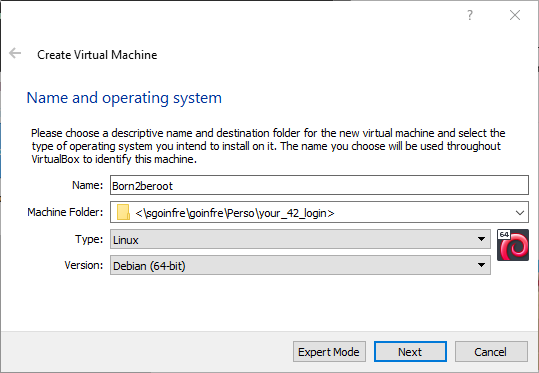 ?
Create Virtual Machine
Name and operating system
Please choose a descriptive name and destination folder for the new virtual machine and select the
type of operating system you intend to install on it. The name you choose will be used throughout
VirtualBox to identify this machine.
Name: Born2beroot
Machine Folder: <\sgoinfre\goinfre\Perso\your_42_login>
Type: Linux
64
Version: Debian (64-bit)
Expert Mode Next Cancel